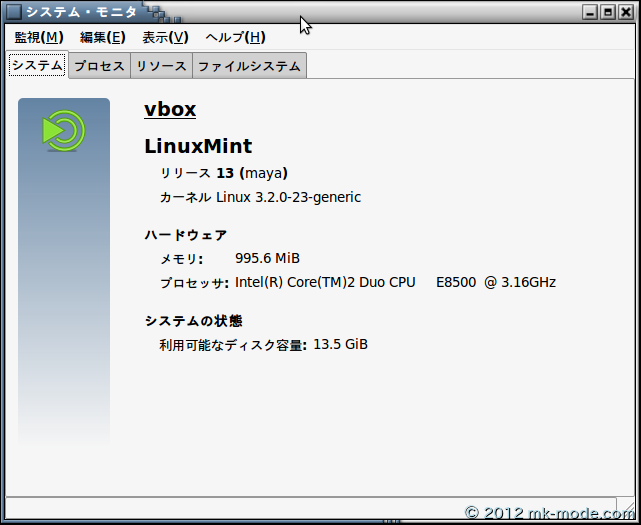 システム・モニタ
監視(M) 編集(E) 表示(V) ヘルプ(H)
システム プロセス リソース ファイルシステム
vbox
LinuxMint
リリース 13 (maya)
カーネル Linux 3.2.0-23-generic
ハードウェア
メモリ: 995.6 MiB
プロセッサ: Intel(R) Core(TM)2 Duo CPU E8500 @ 3.16GHz
システムの状態
利用可能なディスク容量: 13.5 GiB
© 2012 mk-mode.com